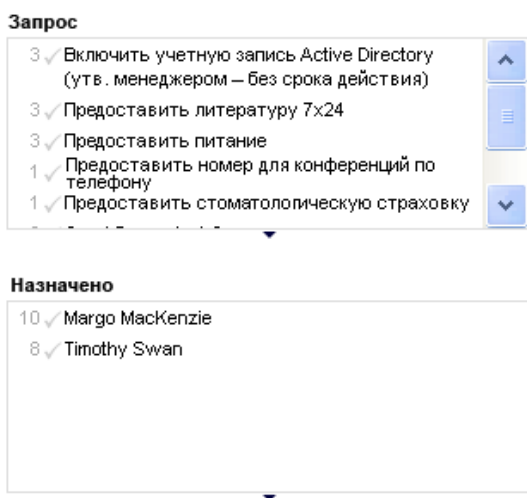 Запрос
3 Включить учетную запись Active Directory
(утв. менеджером – без срока действия)
3 Предоставить литературу 7x24
3 Предоставить питание
1 Предоставить номер для конференций по
телефону
1 Предоставить стоматологическую страховку
Назначено
10 Margo MacKenzie
8 Timothy Swan